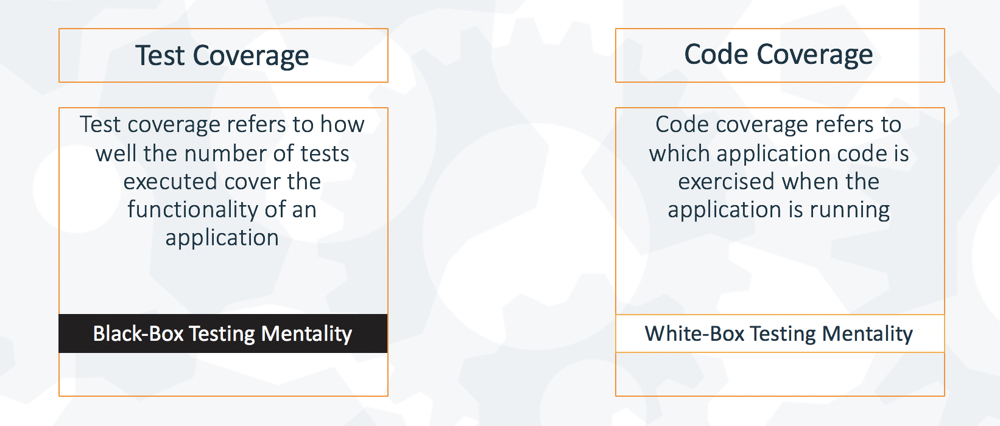 Test Coverage
Test coverage refers to how
well the number of tests
executed cover the
functionality of an
application
Black-Box Testing Mentality
Code Coverage
Code coverage refers to
which application code is
exercised when the
application is running
White-Box Testing Mentality